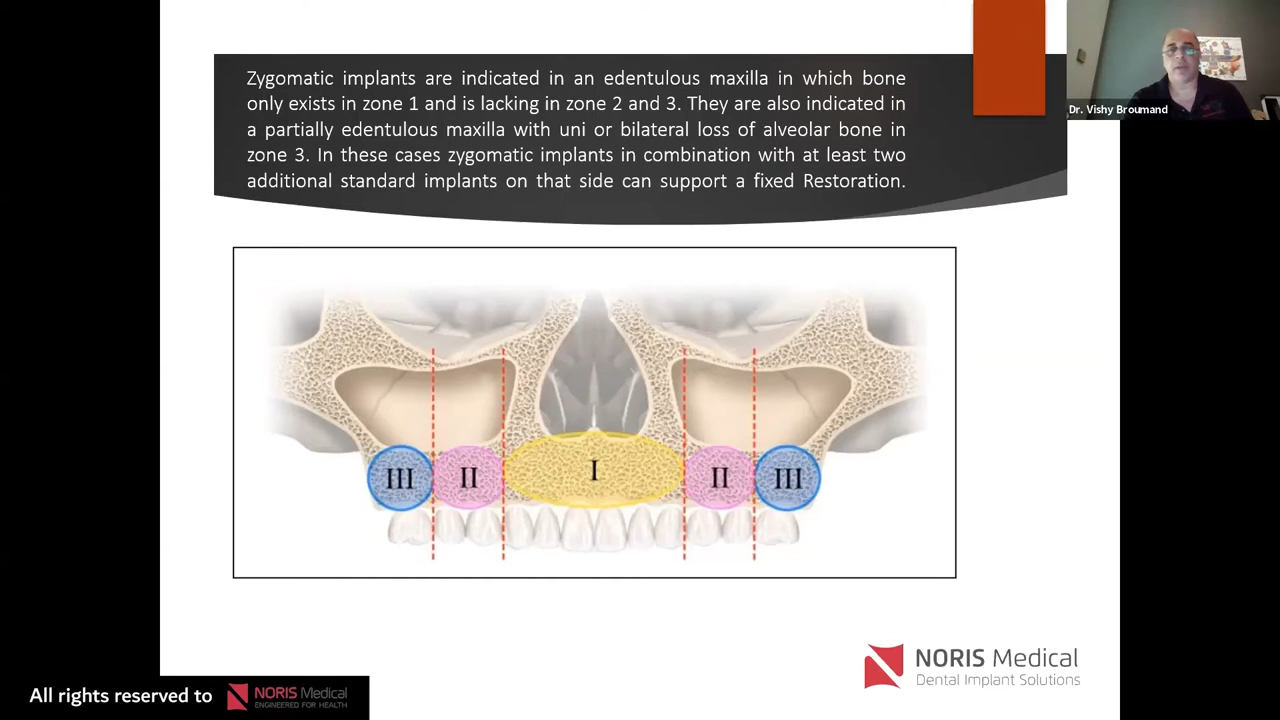 Zygomatic implants are indicated in an edentulous maxilla in which bone
only exists in zone 1 and is lacking in zone 2 and 3. They are also indicated in
a partially edentulous maxilla with uni or bilateral loss of alveolar bone in
zone 3. In these cases zygomatic implants in combination with at least two
additional standard implants on that side can support a fixed Restoration.
Dr. Vishy Broumand
III II I II III
NORIS Medical
Dental Implant Solutions
All rights reserved to
NORIS Medical
ENGINEERED FOR HEALTH